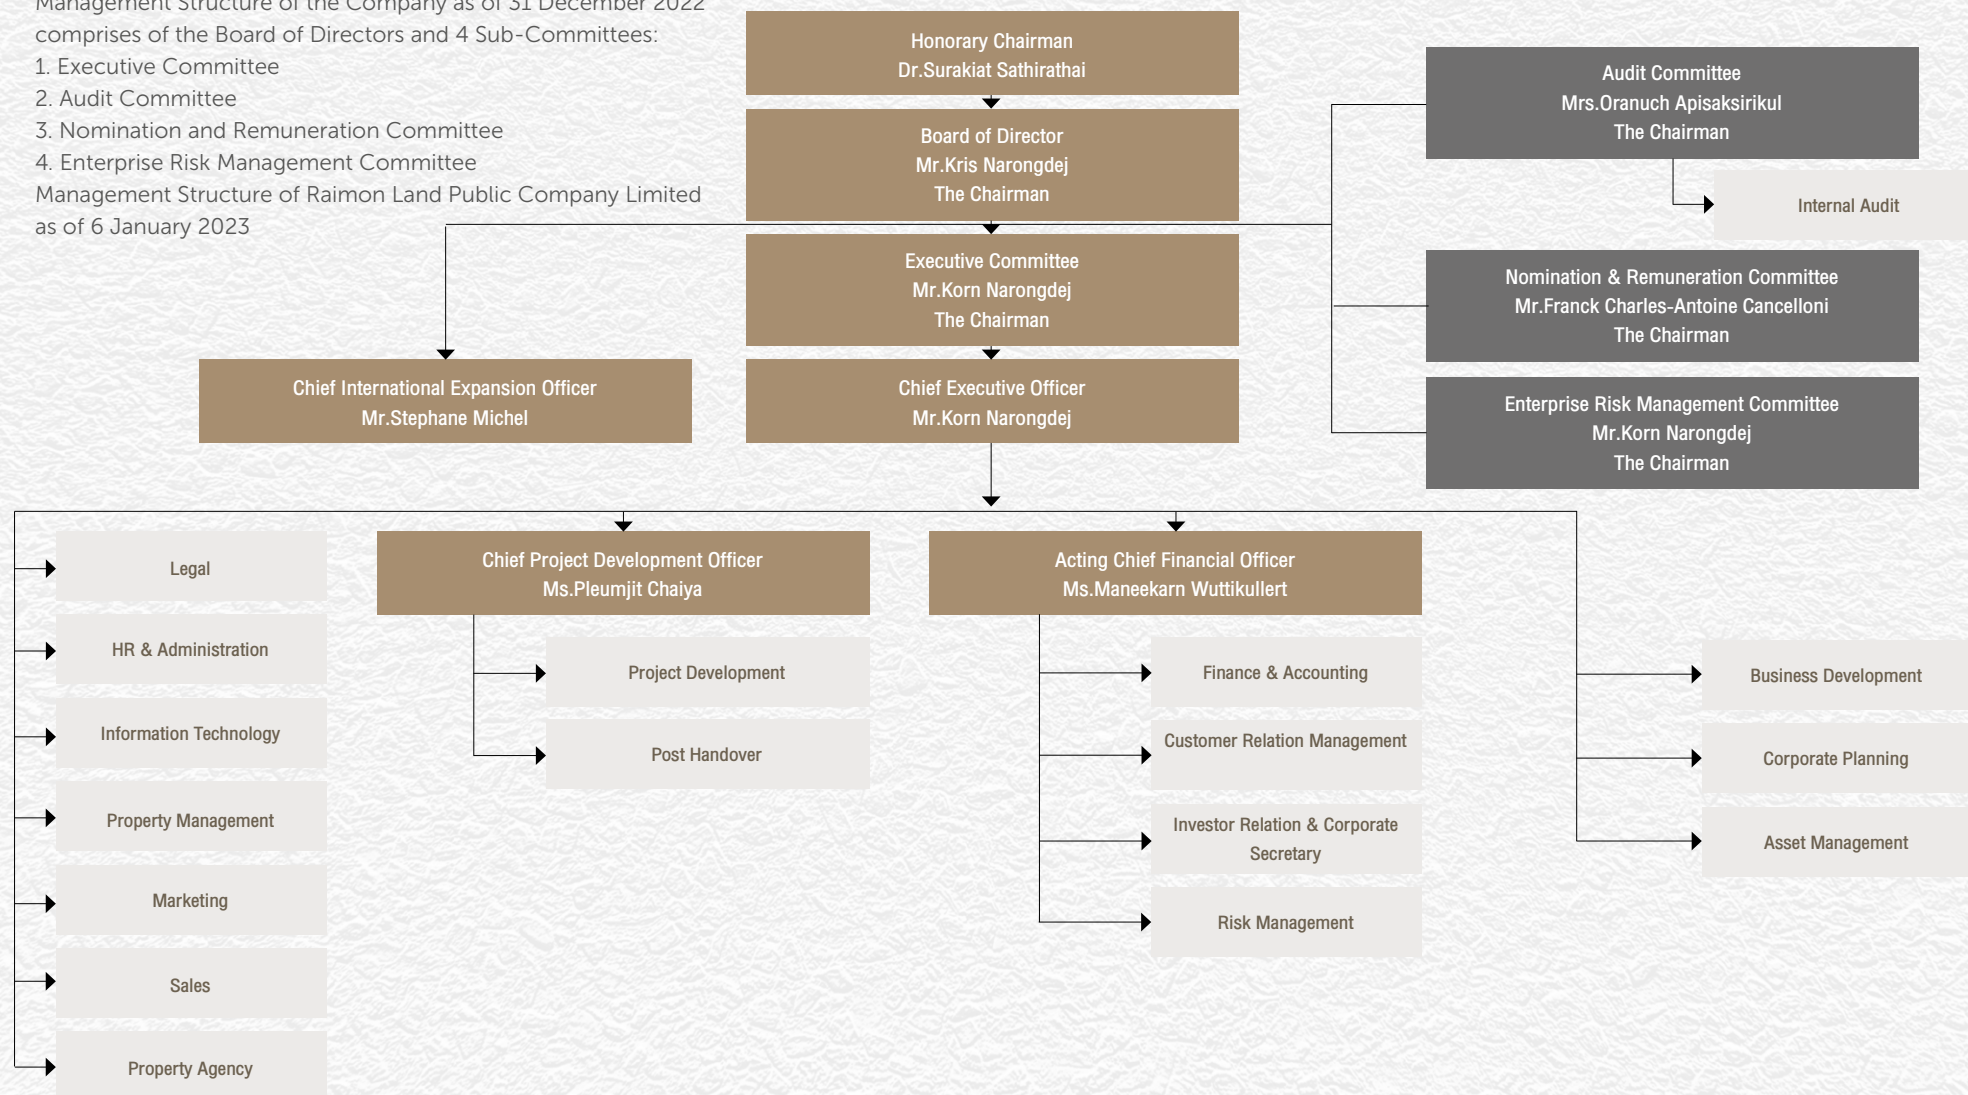 Management Structure of the Company as of 31 December 2022
comprises of the Board of Directors and 4 Sub-Committees:
1. Executive Committee
2. Audit Committee
3. Nomination and Remuneration Committee
4. Enterprise Risk Management Committee
Management Structure of Raimon Land Public Company Limited
as of 6 January 2023
Honorary Chairman
Dr.Surakiat Sathirathai
Board of Director
Mr.Kris Narongdej
The Chairman
Audit Committee
Mrs.Oranuch Apisaksirikul
The Chairman
Internal Audit
Executive Committee
Mr.Korn Narongdej
The Chairman
Nomination & Remuneration Committee
Mr.Franck Charles-Antoine Cancelloni
The Chairman
Chief International Expansion Officer
Mr.Stephane Michel
Chief Executive Officer
Mr.Korn Narongdej
Enterprise Risk Management Committee
Mr.Korn Narongdej
The Chairman
Legal
HR & Administration
Information Technology
Property Management
Marketing
Sales
Property Agency
Chief Project Development Officer
Ms.Pleumjit Chaiya
Project Development
Post Handover
Acting Chief Financial Officer
Ms.Maneekarn Wuttikullert
Finance & Accounting
Customer Relation Management
Investor Relation & Corporate
Secretary
Risk Management
Business Development
Corporate Planning
Asset Management